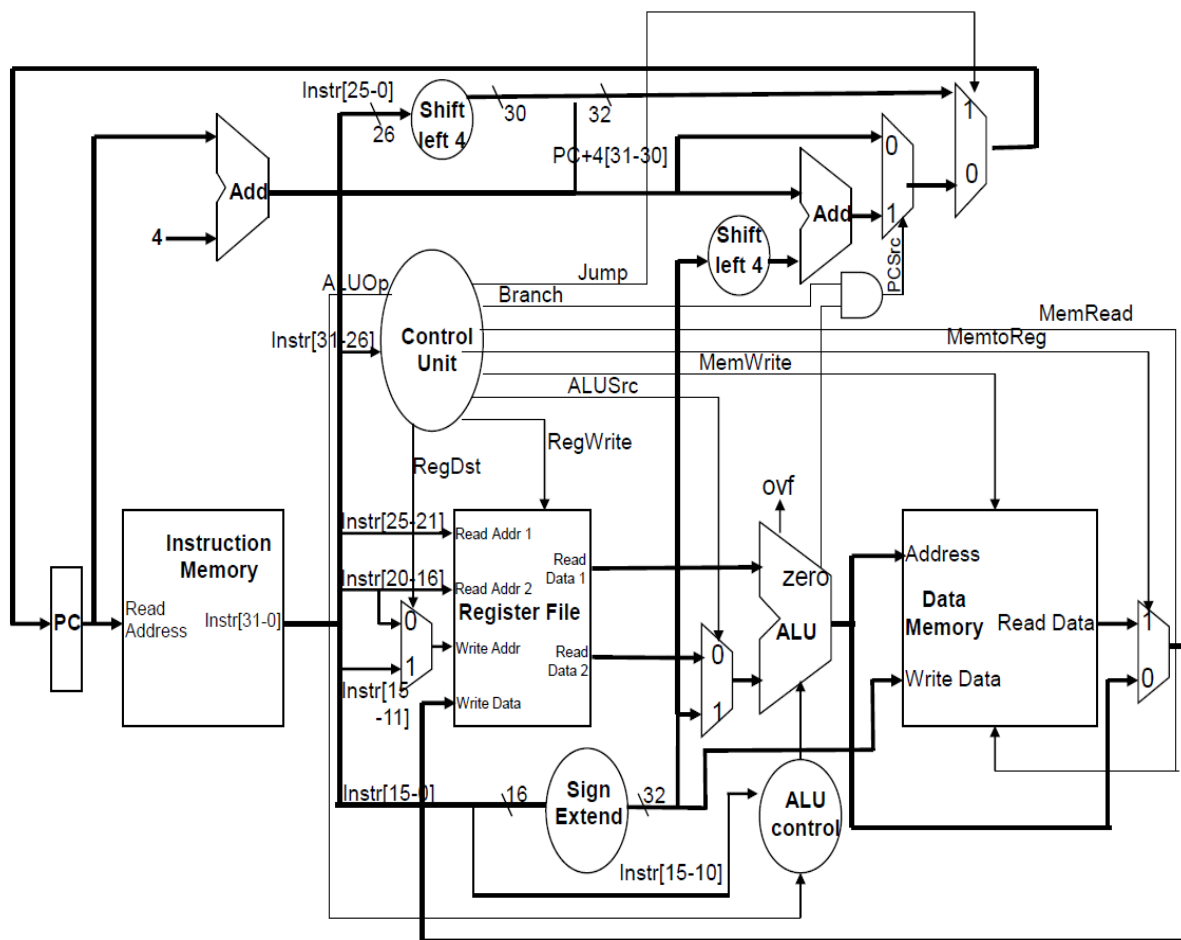 Instr[25-0]
26
Shift
left 4
30
32
1
0
PC+4[31-30]
0
1
Add
4
Add
Shift
left 4
PCSrc
Jump
ALUOp
Branch
MemRead
Instr[31-26]
Control
Unit
MemtoReg
MemWrite
ALUSrc
RegWrite
RegDst
ovf
Instruction
Memory
PC
Read
Address
Instr[31-0]
Instr[25-21]
Read Addr 1
Instr[20-16]
Read Addr 2
Register File
0
1
Write Addr
Instr[15
-11]
Write Data
Read
Data 1
Read
Data 2
0
1
zero
ALU
Address
Data
Memory
Read Data
Write Data
1
0
Instr[15-0]
16
Sign
Extend
32
ALU
control
Instr[15-10]